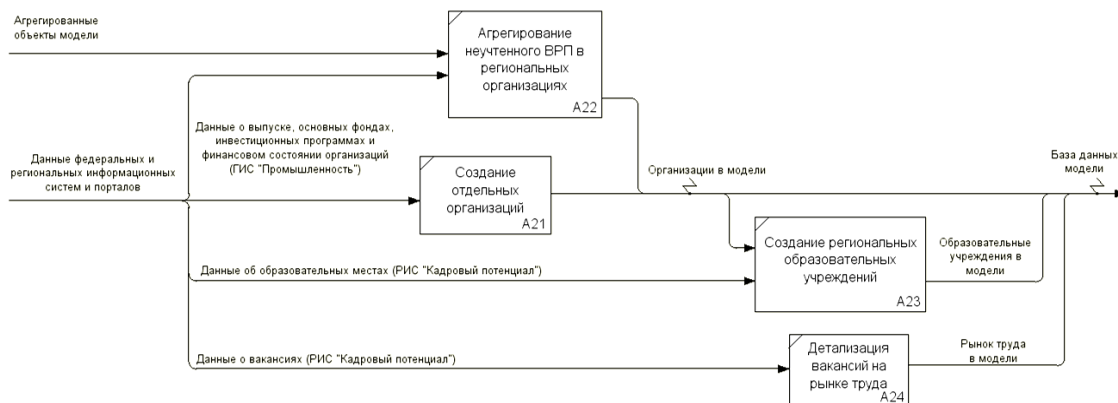 Агрегированные
объекты модели
Агрегирование
неучтенного ВРП в
региональных
организациях
A22
Данные о выпуске, основных фондах,
инвестиционных программах и
финансовом состоянии организаций
(ГИС "Промышленность")
Данные федеральных и
региональных информационных
систем и порталов
Создание
отдельных
организаций
A21
Организации в модели
База данных
модели
Создание региональных
образовательных
учреждений
A23
Образовательные
учреждения в
модели
Данные об образовательных местах (РИС "Кадровый потенциал")
Данные о вакансиях (РИС "Кадровый потенциал")
Детализация
вакансий на
рынке труда
A24
Рынок труда
в модели